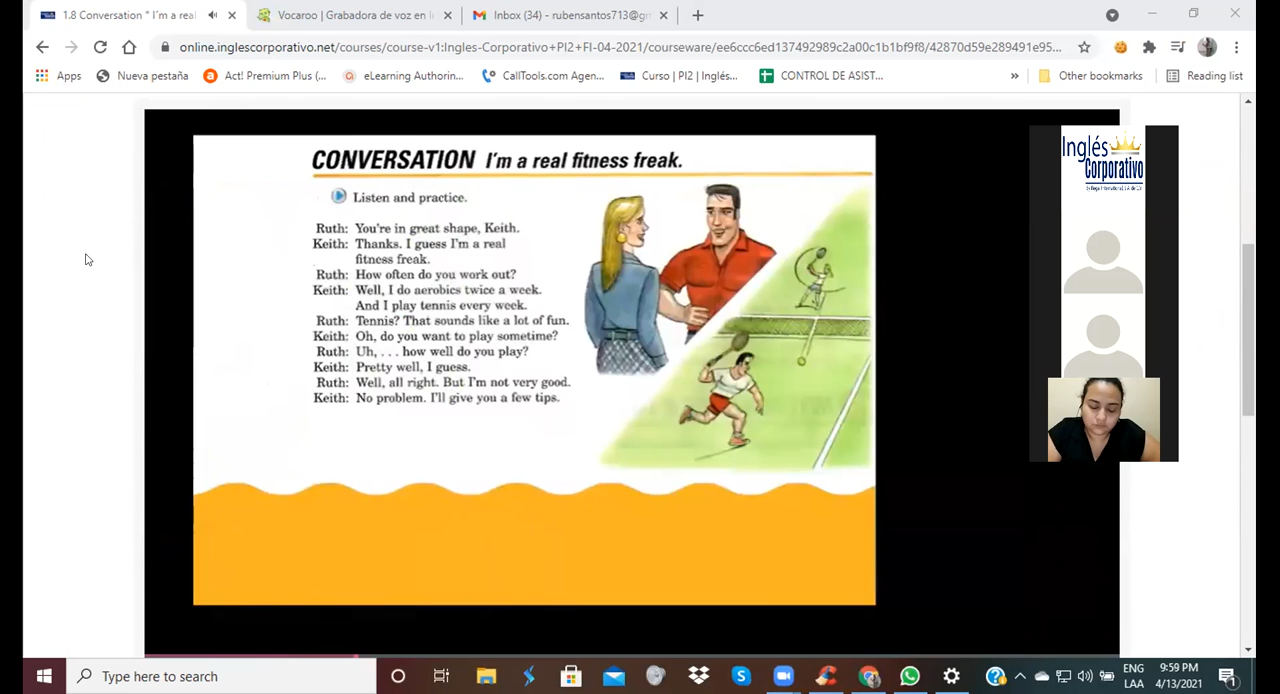 1.8 Conversation " I´m a real
Vocaroo | Grabadora de voz en
Inbox (34) - rubensantos713@gm
online.inglescorporativo.net/courses/course-v1:Ingles-Corporativo+PI2+FI-04-2021/courseware/ee6ccc6ed137492989c2a00c1b1bf9f8/42870d59e289491e95...
Apps
Nueva pestaña
Act! Premium Plus (...
eLearning Authorin...
CallTools.com Agen...
Curso | PI2 | Inglés...
CONTROL DE ASIST...
»
Other bookmarks
Reading list
CONVERSATION I'm a real fitness freak.
Listen and practice.
Ruth: You're in great shape, Keith.
Keith: Thanks. I guess I'm a real
fitness freak.
Ruth: How often do you work out?
Keith: Well, I do aerobics twice a week.
And I play tennis every week.
Ruth: Tennis? That sounds like a lot of fun.
Keith: Oh, do you want to play sometime?
Ruth: Uh, . . . how well do you play?
Keith: Pretty well, I guess.
Ruth: Well, all right. But I'm not very good.
Keith: No problem. I'll give you a few tips.
Inglés
Corporativo
Type here to search
ENG
LAA
9:59 PM
4/13/2021
1